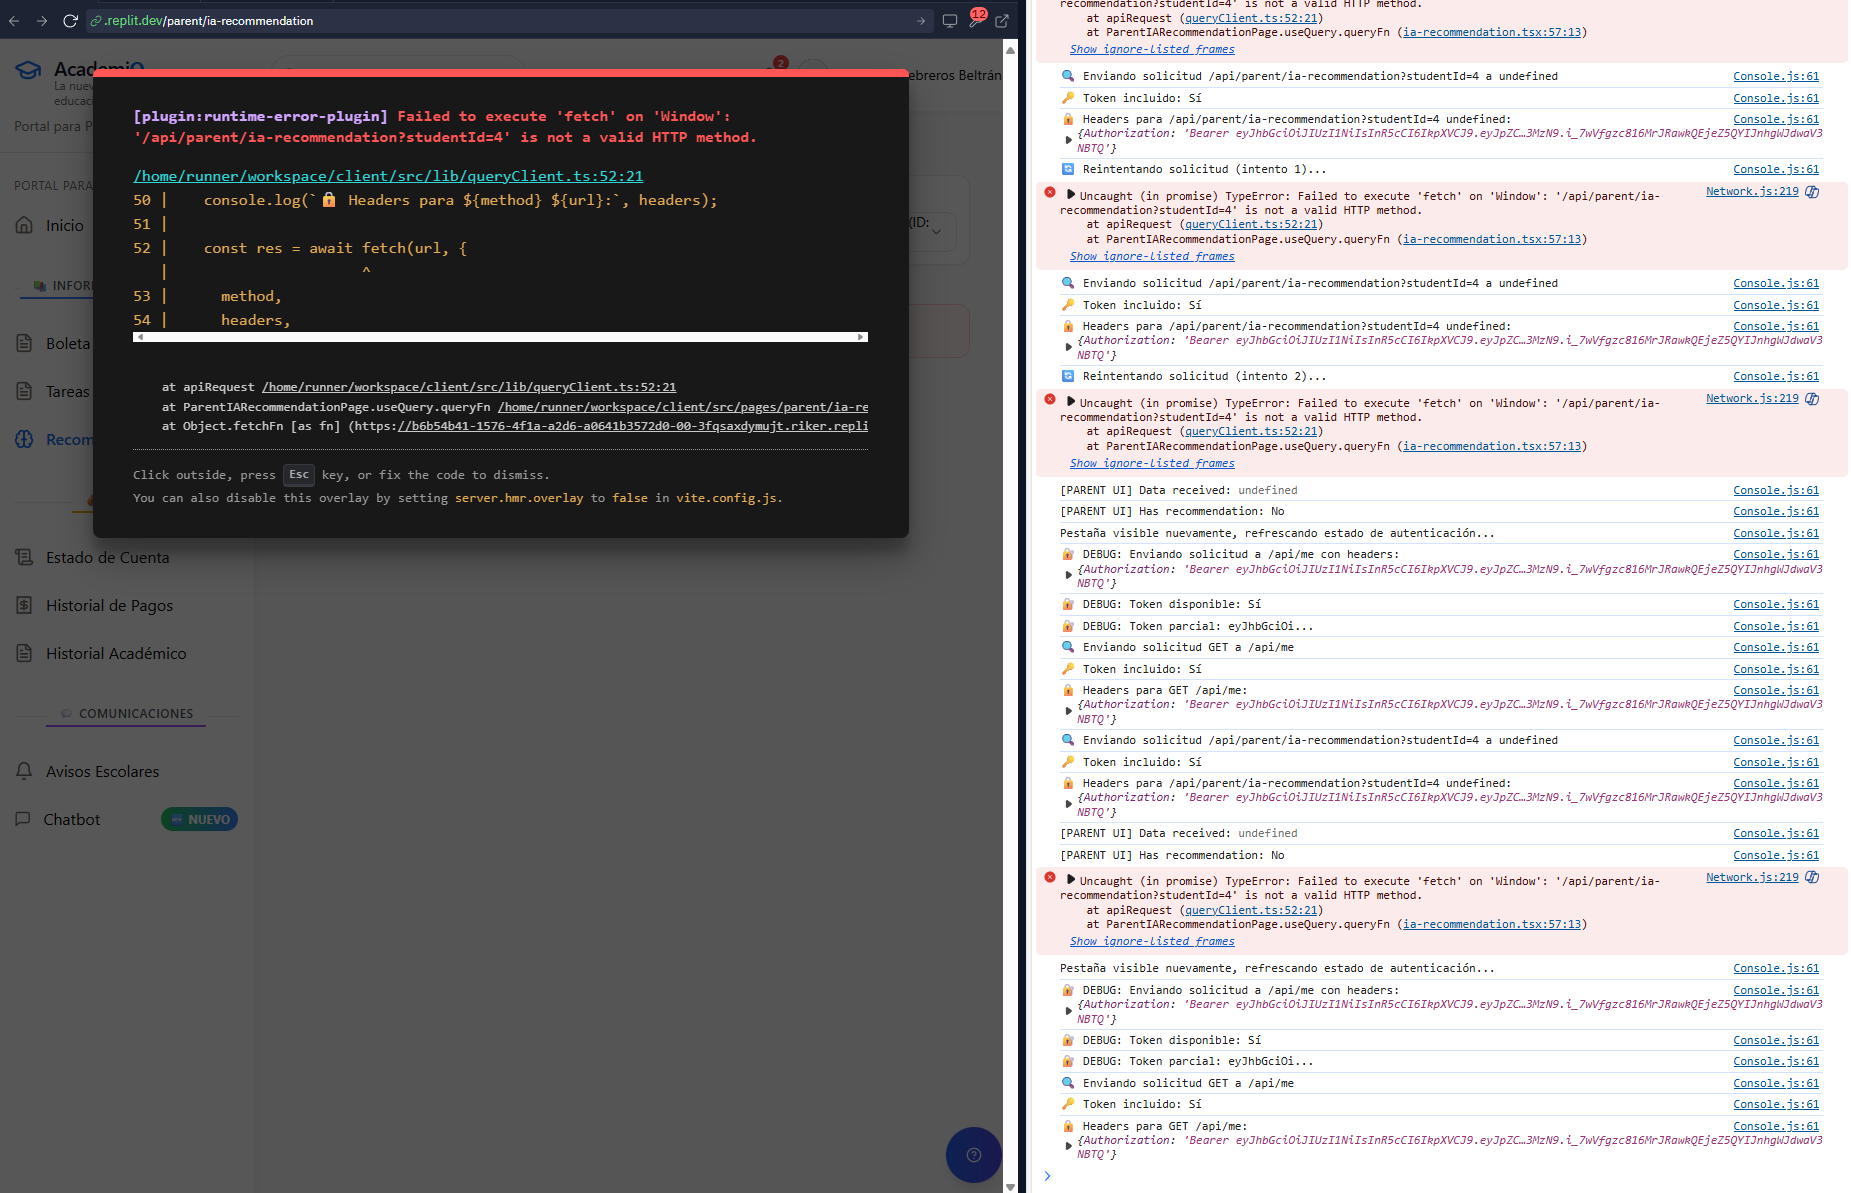 .replit.dev/parent/ia-recommendation
12
Academi
La nuev
educaci
Portal para P
2
ebreros Beltrán
PORTAL PARA
Inicio
INFOR
Boleta
Tareas
Recom
Estado de Cuenta
Historial de Pagos
Historial Académico
COMUNICACIONES
Avisos Escolares
Chatbot
NUEVO
(ID:
[plugin:runtime-error-plugin] Failed to execute 'fetch' on 'Window':
'/api/parent/ia-recommendation?studentId=4' is not a valid HTTP method.
/home/runner/workspace/client/src/lib/queryClient.ts:52:21
50 | console.log(`🔒 Headers para ${method} ${url}:`, headers);
51 |
52 | const res = await fetch(url, {
| ^
53 | method,
54 | headers,
at apiRequest /home/runner/workspace/client/src/lib/queryClient.ts:52:21
at ParentIARecommendationPage.useQuery.queryFn /home/runner/workspace/client/src/pages/parent/ia-re
at Object.fetchFn [as fn] (https://b6b54b41-1576-4f1a-a2d6-a0641b3572d0-00-3fqsaxdymujt.riker.repli
Click outside, press Esc key, or fix the code to dismiss.
You can also disable this overlay by setting server.hmr.overlay to false in vite.config.js.
recommendation?studentId=4' is not a valid HTTP method.
at apiRequest (queryClient.ts:52:21)
at ParentIARecommendationPage.useQuery.queryFn (ia-recommendation.tsx:57:13)
Show ignore-listed frames
🔍 Enviando solicitud /api/parent/ia-recommendation?studentId=4 a undefined Console.js:61
🔑 Token incluido: Sí Console.js:61
🔒 Headers para /api/parent/ia-recommendation?studentId=4 undefined: Console.js:61
{Authorization: 'Bearer eyJhbGciOiJIUzI1NiIsInR5cCI6IkpXVCJ9.eyJpZC…3MzN9.i_7wVfgzc816MrJRawkQEjeZ5QYIJnhgWJdwaV3
NBTQ'}
🔄 Reintentando solicitud (intento 1)... Console.js:61
Uncaught (in promise) TypeError: Failed to execute 'fetch' on 'Window': '/api/parent/ia- Network.js:219
recommendation?studentId=4' is not a valid HTTP method.
at apiRequest (queryClient.ts:52:21)
at ParentIARecommendationPage.useQuery.queryFn (ia-recommendation.tsx:57:13)
Show ignore-listed frames
🔍 Enviando solicitud /api/parent/ia-recommendation?studentId=4 a undefined Console.js:61
🔑 Token incluido: Sí Console.js:61
🔒 Headers para /api/parent/ia-recommendation?studentId=4 undefined: Console.js:61
{Authorization: 'Bearer eyJhbGciOiJIUzI1NiIsInR5cCI6IkpXVCJ9.eyJpZC…3MzN9.i_7wVfgzc816MrJRawkQEjeZ5QYIJnhgWJdwaV3
NBTQ'}
🔄 Reintentando solicitud (intento 2)... Console.js:61
Uncaught (in promise) TypeError: Failed to execute 'fetch' on 'Window': '/api/parent/ia- Network.js:219
recommendation?studentId=4' is not a valid HTTP method.
at apiRequest (queryClient.ts:52:21)
at ParentIARecommendationPage.useQuery.queryFn (ia-recommendation.tsx:57:13)
Show ignore-listed frames
[PARENT UI] Data received: undefined Console.js:61
[PARENT UI] Has recommendation: No Console.js:61
Pestaña visible nuevamente, refrescando estado de autenticación... Console.js:61
🔐 DEBUG: Enviando solicitud a /api/me con headers: Console.js:61
{Authorization: 'Bearer eyJhbGciOiJIUzI1NiIsInR5cCI6IkpXVCJ9.eyJpZC…3MzN9.i_7wVfgzc816MrJRawkQEjeZ5QYIJnhgWJdwaV3
NBTQ'}
🔐 DEBUG: Token disponible: Sí Console.js:61
🔐 DEBUG: Token parcial: eyJhbGciOi... Console.js:61
🔍 Enviando solicitud GET a /api/me Console.js:61
🔑 Token incluido: Sí Console.js:61
🔒 Headers para GET /api/me: Console.js:61
{Authorization: 'Bearer eyJhbGciOiJIUzI1NiIsInR5cCI6IkpXVCJ9.eyJpZC…3MzN9.i_7wVfgzc816MrJRawkQEjeZ5QYIJnhgWJdwaV3
NBTQ'}
🔍 Enviando solicitud /api/parent/ia-recommendation?studentId=4 a undefined Console.js:61
🔑 Token incluido: Sí Console.js:61
🔒 Headers para /api/parent/ia-recommendation?studentId=4 undefined: Console.js:61
{Authorization: 'Bearer eyJhbGciOiJIUzI1NiIsInR5cCI6IkpXVCJ9.eyJpZC…3MzN9.i_7wVfgzc816MrJRawkQEjeZ5QYIJnhgWJdwaV3
NBTQ'}
[PARENT UI] Data received: undefined Console.js:61
[PARENT UI] Has recommendation: No Console.js:61
Uncaught (in promise) TypeError: Failed to execute 'fetch' on 'Window': '/api/parent/ia- Network.js:219
recommendation?studentId=4' is not a valid HTTP method.
at apiRequest (queryClient.ts:52:21)
at ParentIARecommendationPage.useQuery.queryFn (ia-recommendation.tsx:57:13)
Show ignore-listed frames
Pestaña visible nuevamente, refrescando estado de autenticación... Console.js:61
🔐 DEBUG: Enviando solicitud a /api/me con headers: Console.js:61
{Authorization: 'Bearer eyJhbGciOiJIUzI1NiIsInR5cCI6IkpXVCJ9.eyJpZC…3MzN9.i_7wVfgzc816MrJRawkQEjeZ5QYIJnhgWJdwaV3
NBTQ'}
🔐 DEBUG: Token disponible: Sí Console.js:61
🔐 DEBUG: Token parcial: eyJhbGciOi... Console.js:61
🔍 Enviando solicitud GET a /api/me Console.js:61
🔑 Token incluido: Sí Console.js:61
🔒 Headers para GET /api/me: Console.js:61
{Authorization: 'Bearer eyJhbGciOiJIUzI1NiIsInR5cCI6IkpXVCJ9.eyJpZC…3MzN9.i_7wVfgzc816MrJRawkQEjeZ5QYIJnhgWJdwaV3
NBTQ'}